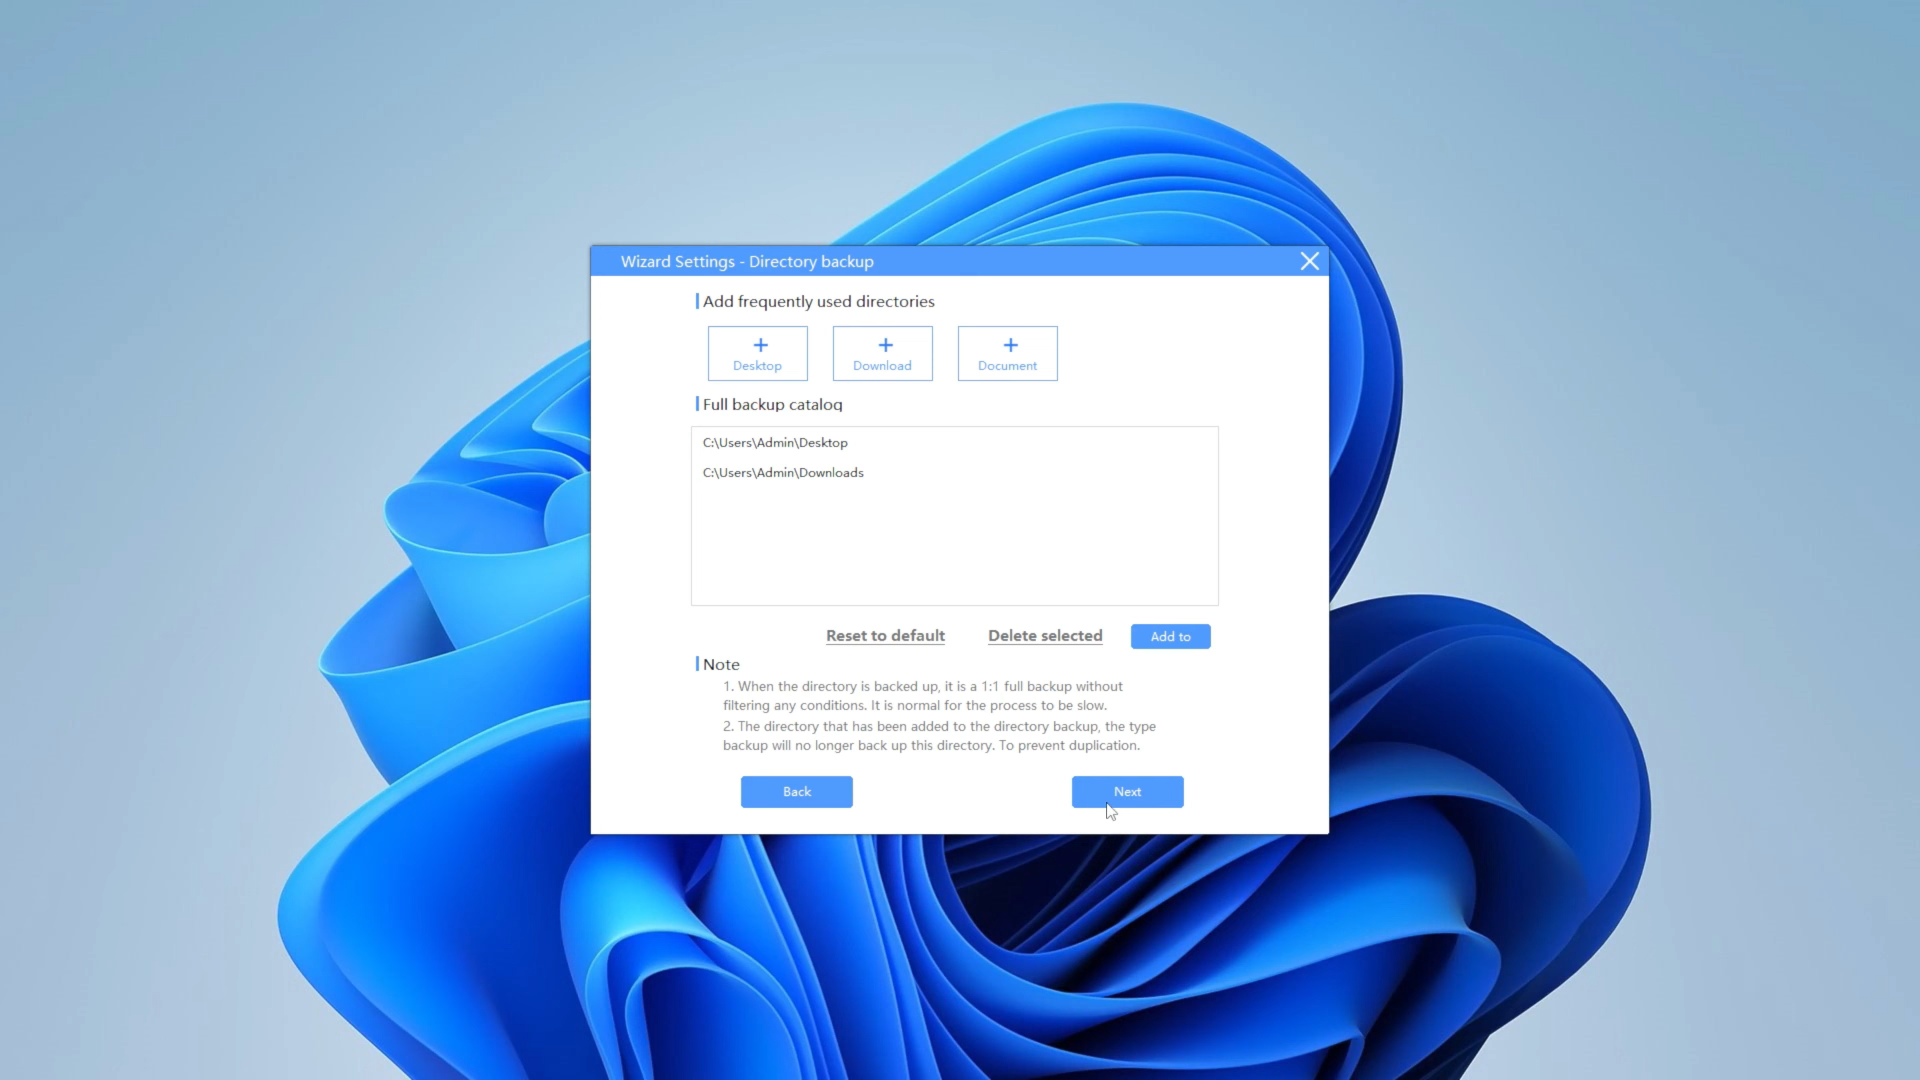 Wizard Settings - Directory backup
Add frequently used directories
Desktop
Download
Document
Full backup catalog
C:\Users\Admin\Desktop
C:\Users\Admin\Downloads
Reset to default
Delete selected
Add to
Note
1. When the directory is backed up, it is a 1:1 full backup without
filtering any conditions. It is normal for the process to be slow.
2. The directory that has been added to the directory backup, the type
backup will no longer back up this directory. To prevent duplication.
Back
Next